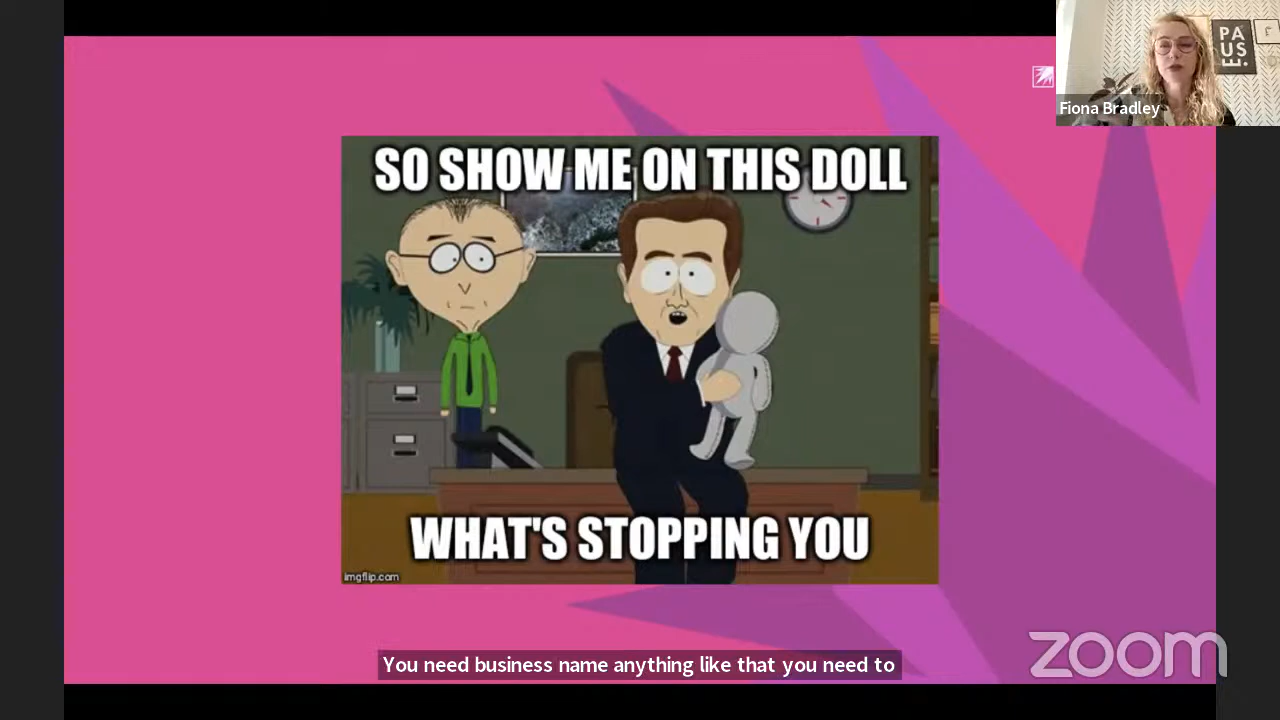 PA
US
E.
Fiona Bradley
SO SHOW ME ON THIS DOLL
WHAT'S STOPPING YOU
imgflip.com
You need business name anything like that you need to
zoom